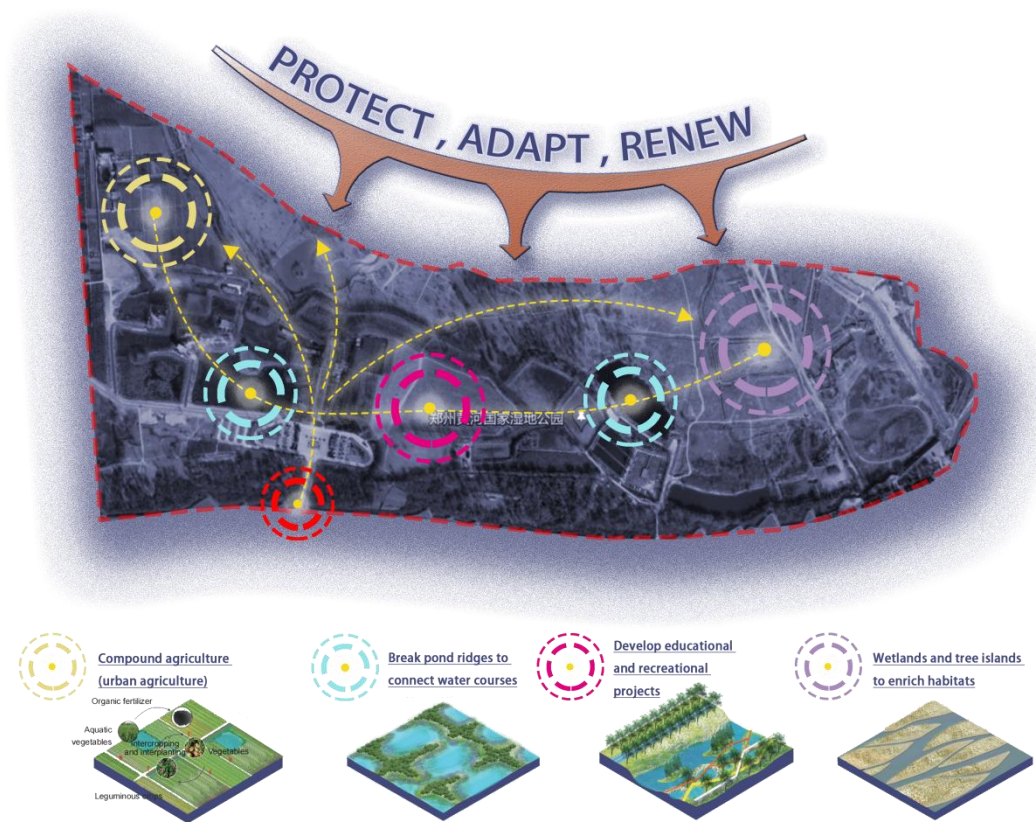 PROTECT , ADAPT , RENEW
郑州黄河国家湿地公园
Compound agriculture
(urban agriculture)
Break pond ridges to
connect water courses
Develop educational
and recreational
projects
Wetlands and tree islands
to enrich habitats
Organic fertilizer
Aquatic
vegetables
Intercropping
and interplanting
Vegetables
Leguminous